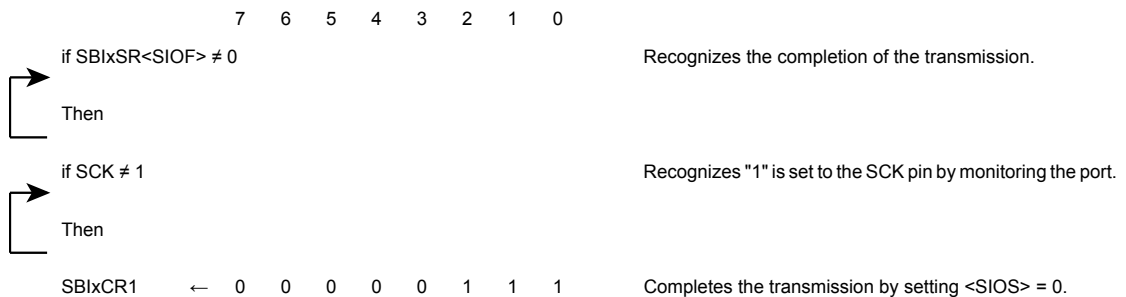 7 6 5 4 3 2 1 0
if SBIxSR<SIOF> ≠ 0 Recognizes the completion of the transmission.
Then
if SCK ≠ 1 Recognizes "1" is set to the SCK pin by monitoring the port.
Then
SBIxCR1 ← 0 0 0 0 0 1 1 1 Completes the transmission by setting <SIOS> = 0.